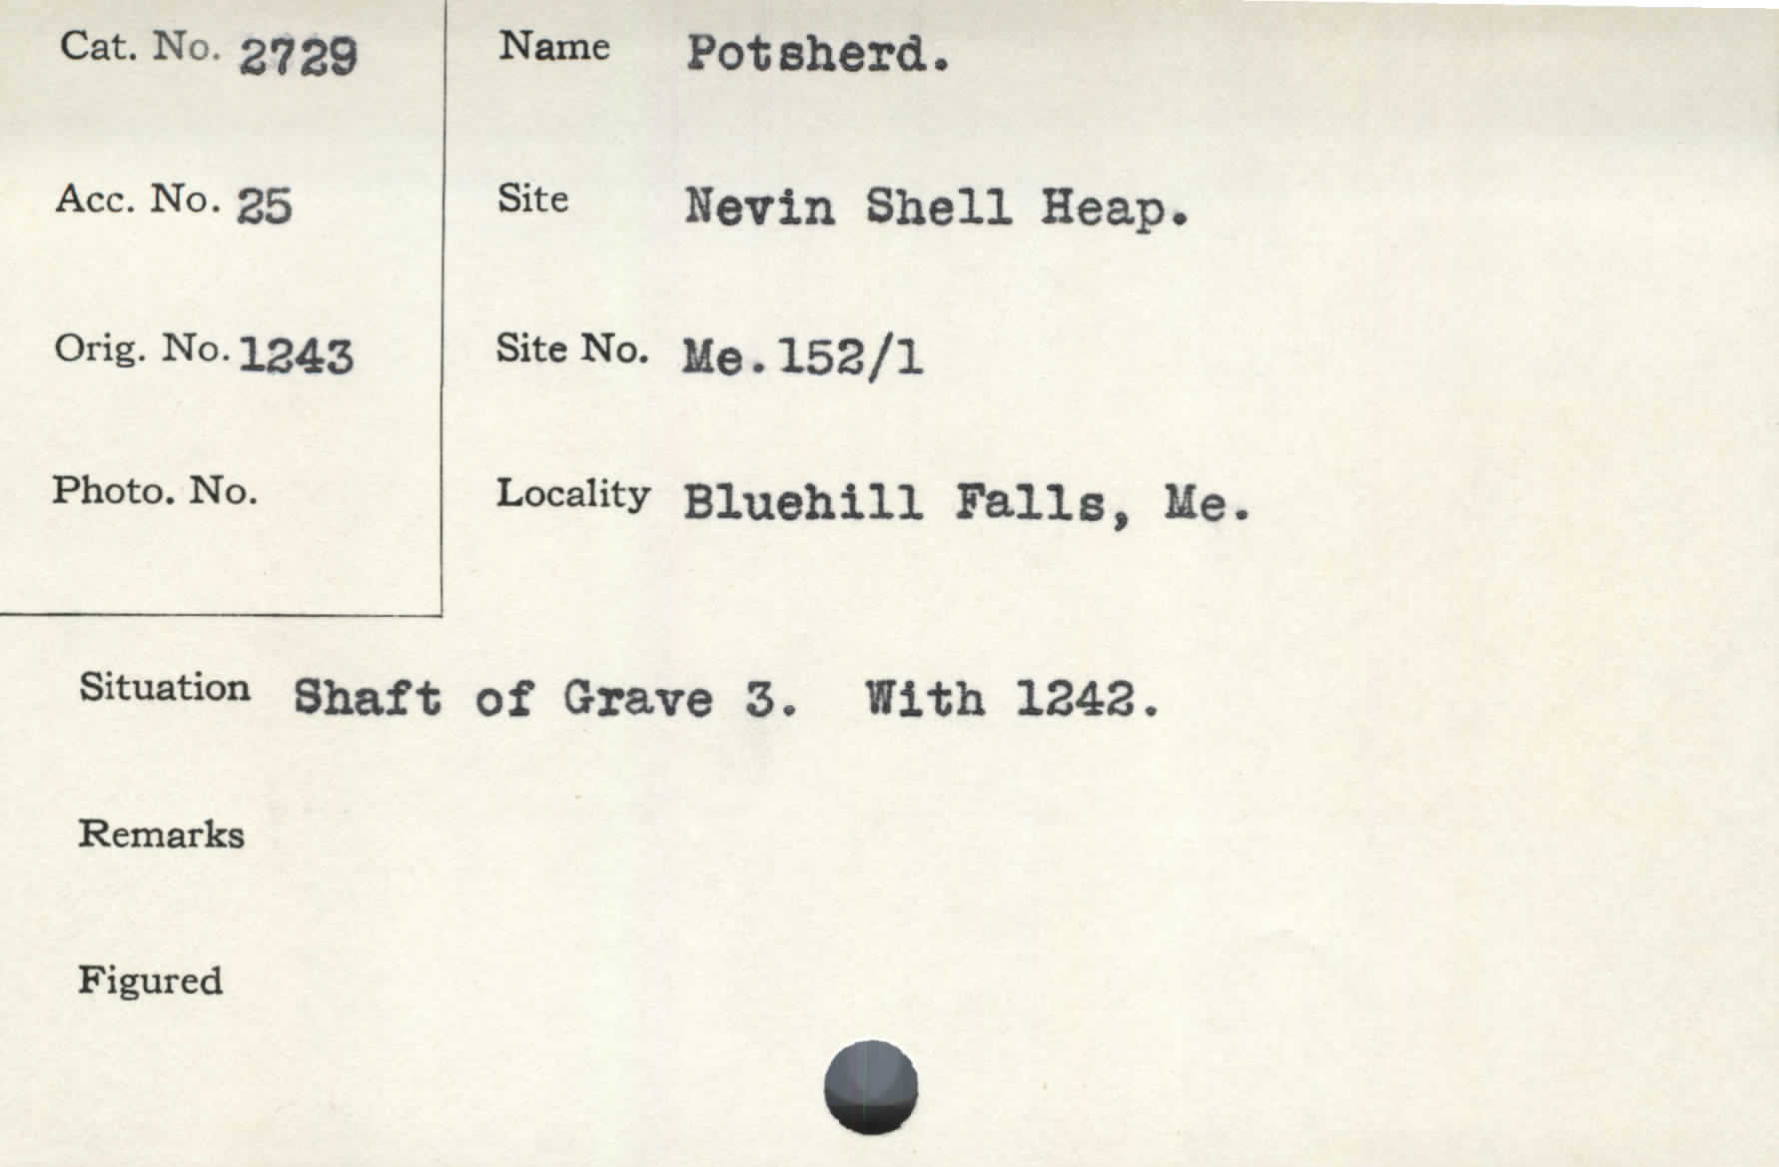 Cat. No. 2729
Acc. No. 25
Orig. No. 1243
Photo. No.
Name Potsherd.
Site Nevin Shell Heap.
Site No. Me.152/1
Locality Bluehill Falls, Me.
Situation Shaft of Grave 3. With 1242.
Remarks
Figured